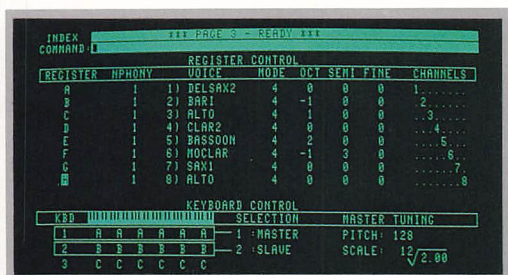 INDEX *** PAGE 3 - READY ***
COMMAND:
REGISTER CONTROL
REGISTER NPHONY VOICE MODE OCT SEMI FINE CHANNELS
A 1 1) DELSAX2 4 0 0 0 1.......
B 1 2) BARI 4 -1 0 0 .2......
C 1 3) ALTO 4 1 0 0 ..3.....
D 1 4) CLAR2 4 0 0 0 ...4....
E 1 5) BASSOON 4 2 0 0 ....5...
F 1 6) MOCLAR 4 -1 3 0 .....6..
G 1 7) SAX1 4 0 0 0 ......7.
H 1 8) ALTO 4 0 0 0 .......8
KEYBOARD CONTROL
KBD SELECTION MASTER TUNING
1 A A A A A A 1 :MASTER PITCH: 128
2 B B B B B B 2 :SLAVE SCALE: 12√2.00
3 C C C C C C